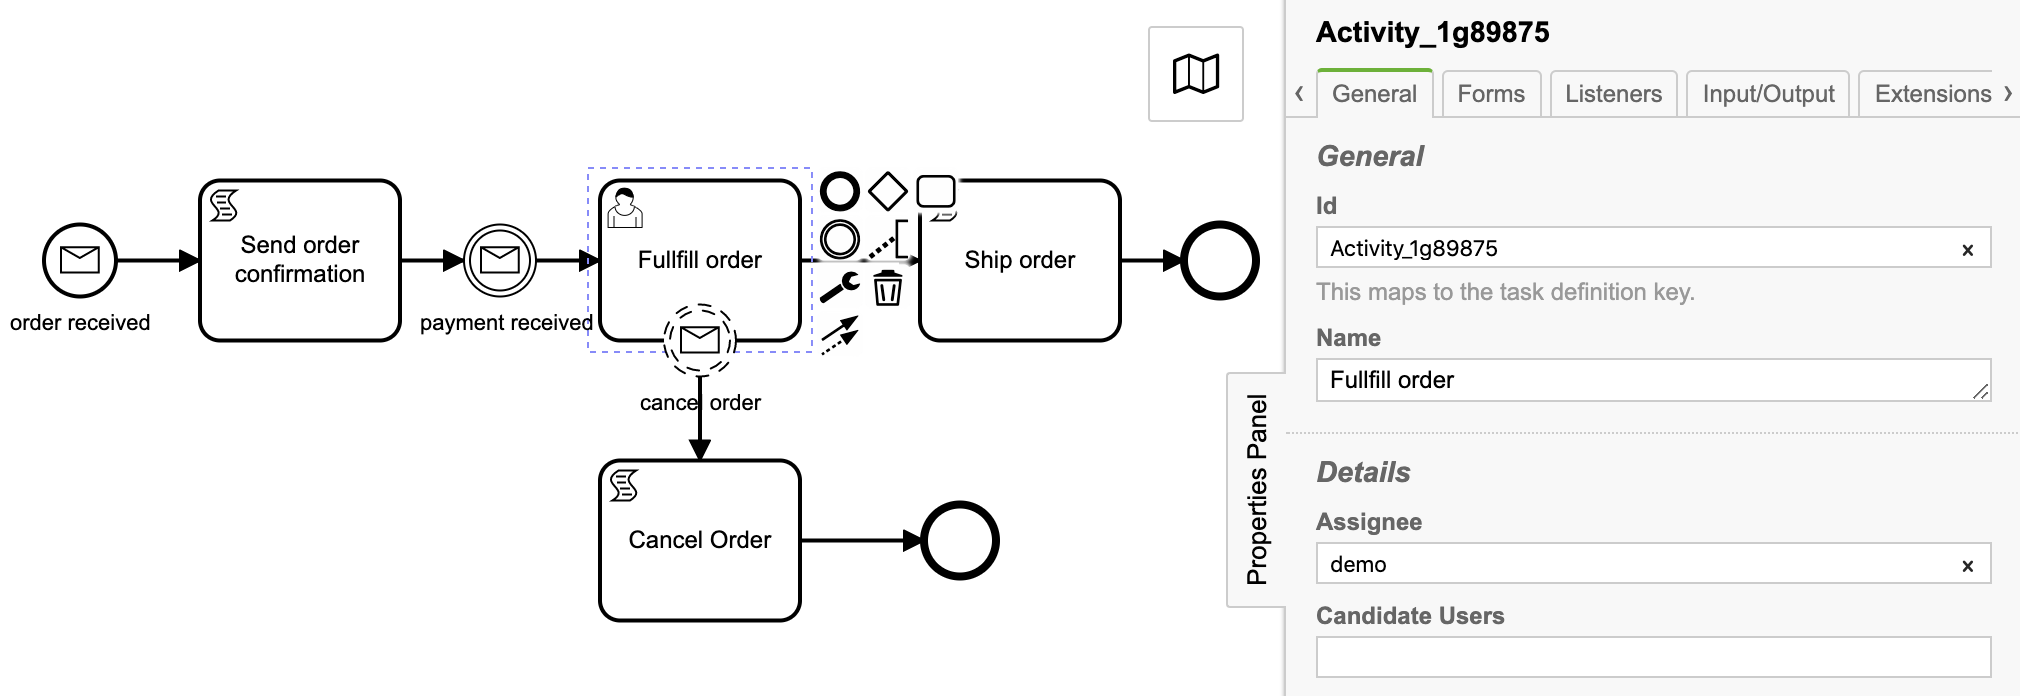 order received
Send order
confirmation
payment received
Fullfill order
cancel order
Cancel Order
Ship order
Properties Panel
Activity_1g89875
General
Forms
Listeners
Input/Output
Extensions
General
Id
Activity_1g89875
x
This maps to the task definition key.
Name
Fullfill order
Details
Assignee
demo
x
Candidate Users